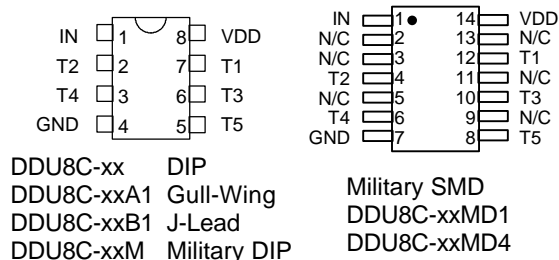 IN 1 8 VDD
T2 2 7 T1
T4 3 6 T3
GND 4 5 T5
DDU8C-xx DIP
DDU8C-xxA1 Gull-Wing
DDU8C-xxB1 J-Lead
DDU8C-xxM Military DIP
IN 1 14 VDD
N/C 2 13 N/C
N/C 3 12 T1
T2 4 11 N/C
N/C 5 10 T3
T4 6 9 N/C
GND 7 8 T5
Military SMD
DDU8C-xxMD1
DDU8C-xxMD4